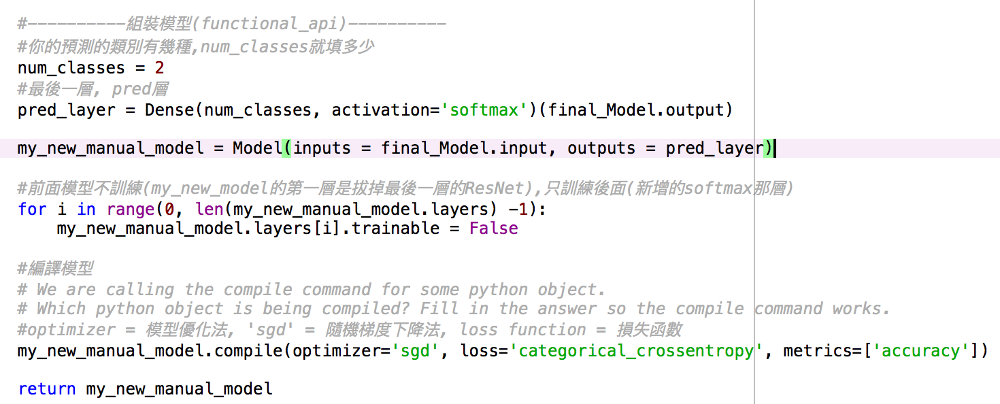 #----------組裝模型(functional_api)----------
#你的預測的類別有幾種,num_classes就填多少
num_classes = 2
#最後一層, pred層
pred_layer = Dense(num_classes, activation='softmax')(final_Model.output)
my_new_manual_model = Model(inputs = final_Model.input, outputs = pred_layer)
#前面模型不訓練(my_new_model的第一層是拔掉最後一層的ResNet),只訓練後面(新增的softmax那層)
for i in range(0, len(my_new_manual_model.layers) -1):
    my_new_manual_model.layers[i].trainable = False
#編譯模型
# We are calling the compile command for some python object.
# Which python object is being compiled? Fill in the answer so the compile command works.
#optimizer = 模型優化法, 'sgd' = 隨機梯度下降法, loss function = 損失函數
my_new_manual_model.compile(optimizer='sgd', loss='categorical_crossentropy', metrics=['accuracy'])
return my_new_manual_model